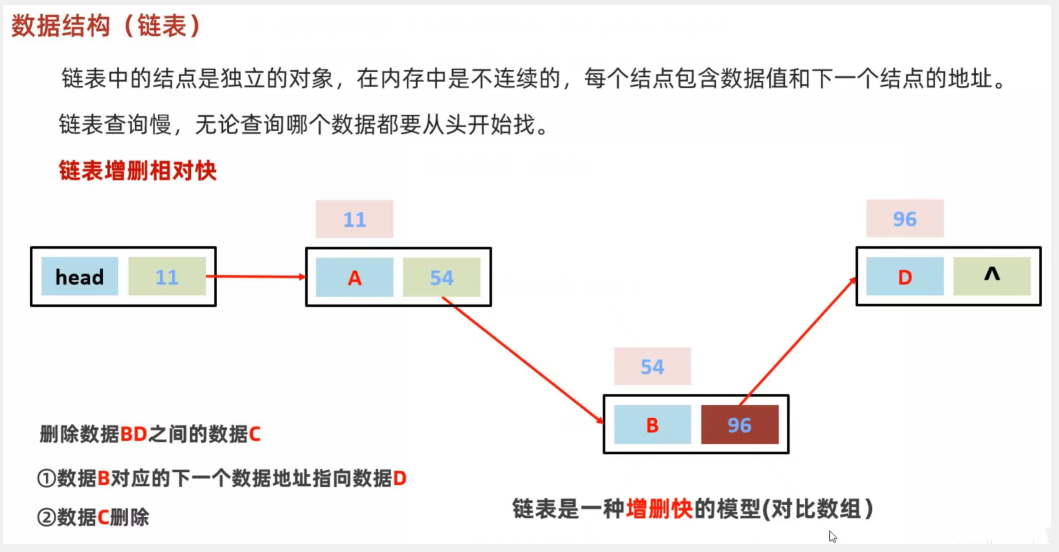 数据结构（链表）
链表中的结点是独立的对象，在内存中是不连续的，每个结点包含数据值和下一个结点的地址。
链表查询慢，无论查询哪个数据都要从头开始找。
链表增删相对快
11
96
head 11
A 54
D ^
54
B 96
删除数据BD之间的数据C
①数据B对应的下一个数据地址指向数据D
②数据C删除
链表是一种增删快的模型(对比数组）